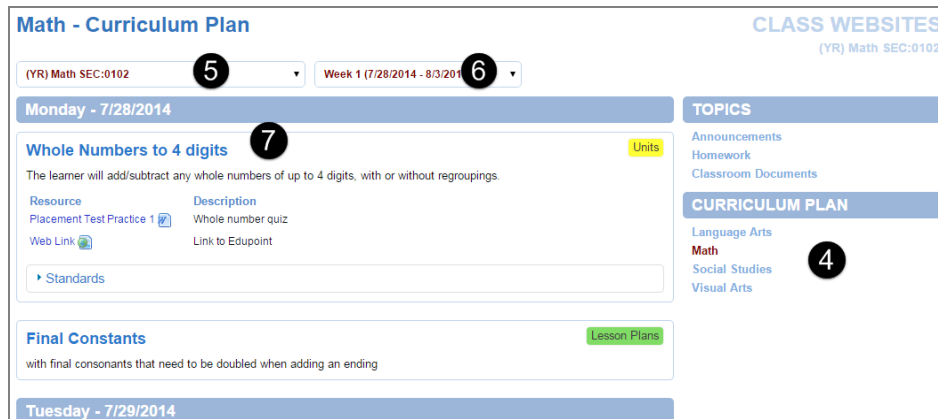 Math - Curriculum Plan
CLASS WEBSITES
(YR) Math SEC:0102
(YR) Math SEC:0102
5
Week 1 (7/28/2014 - 8/3/201
6
Monday - 7/28/2014
Whole Numbers to 4 digits
7
Units
The learner will add/subtract any whole numbers of up to 4 digits, with or without regroupings.
Resource Description
Placement Test Practice 1 Whole number quiz
Web Link Link to Edupoint
Standards
Final Constants
Lesson Plans
with final consonants that need to be doubled when adding an ending
Tuesday - 7/29/2014
TOPICS
Announcements
Homework
Classroom Documents
CURRICULUM PLAN
Language Arts
Math
Social Studies
Visual Arts
4